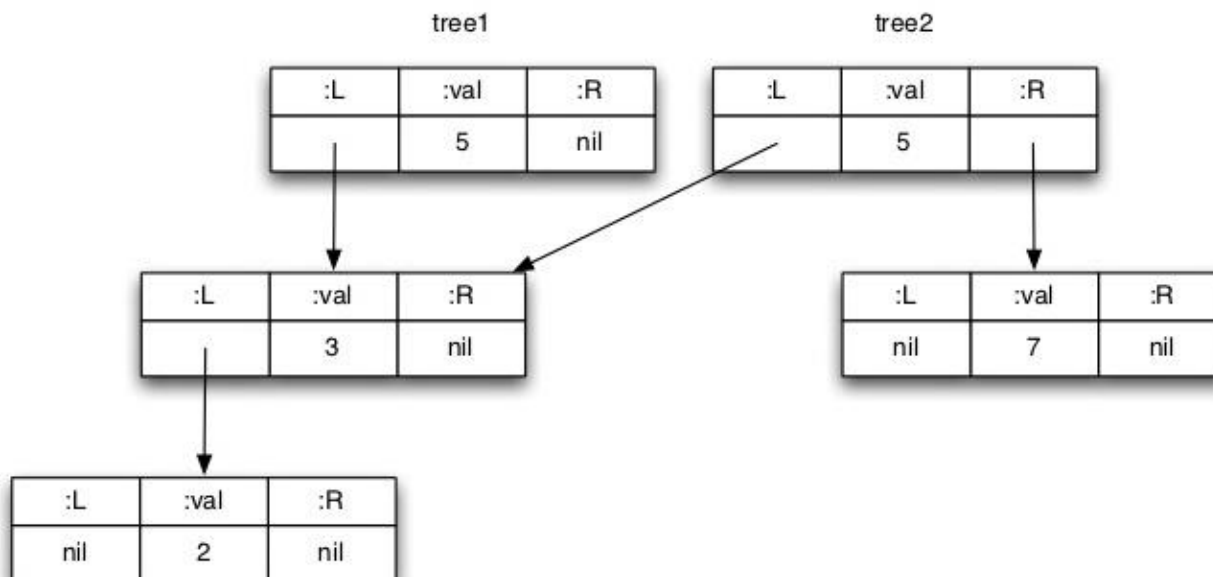 tree1 tree2
:L :val :R :L :val :R
5 nil 5
:L :val :R :L :val :R
3 nil nil 7 nil
:L :val :R
nil 2 nil